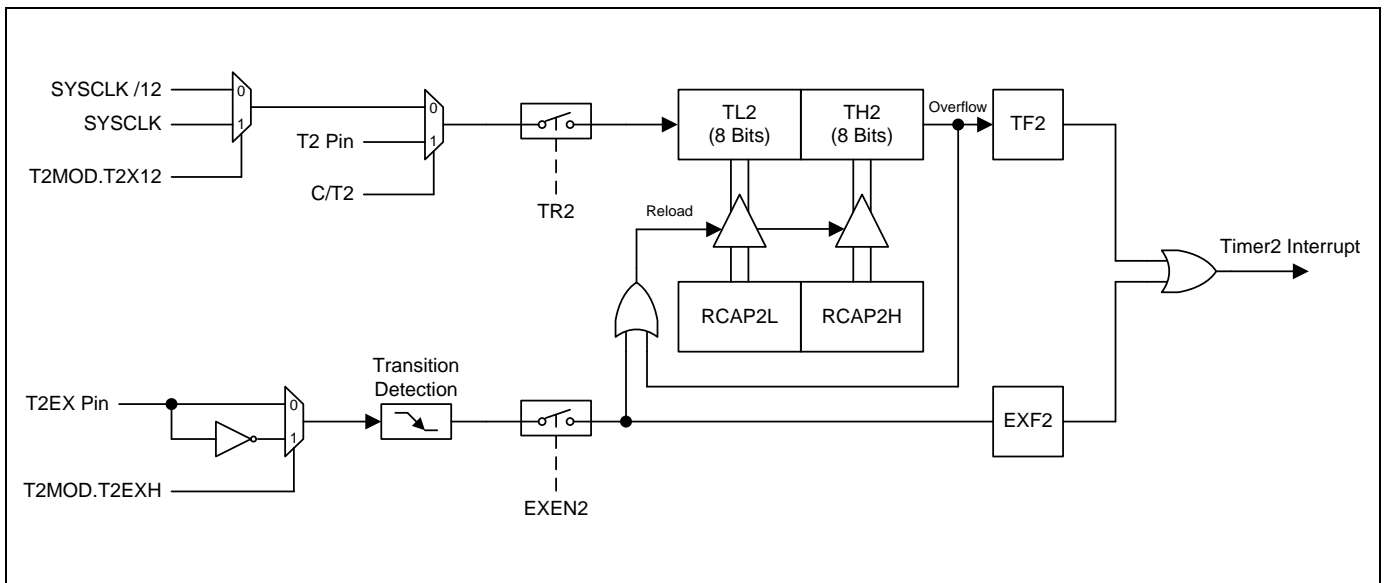 SYSCLK /12
0
SYSCLK
1
T2MOD.T2X12
0
T2 Pin
1
C/T2
TR2
TL2
(8 Bits)
TH2
(8 Bits)
Overflow
TF2
Reload
RCAP2L
RCAP2H
Timer2 Interrupt
Transition
Detection
T2EX Pin
0
1
T2MOD.T2EXH
EXEN2
EXF2